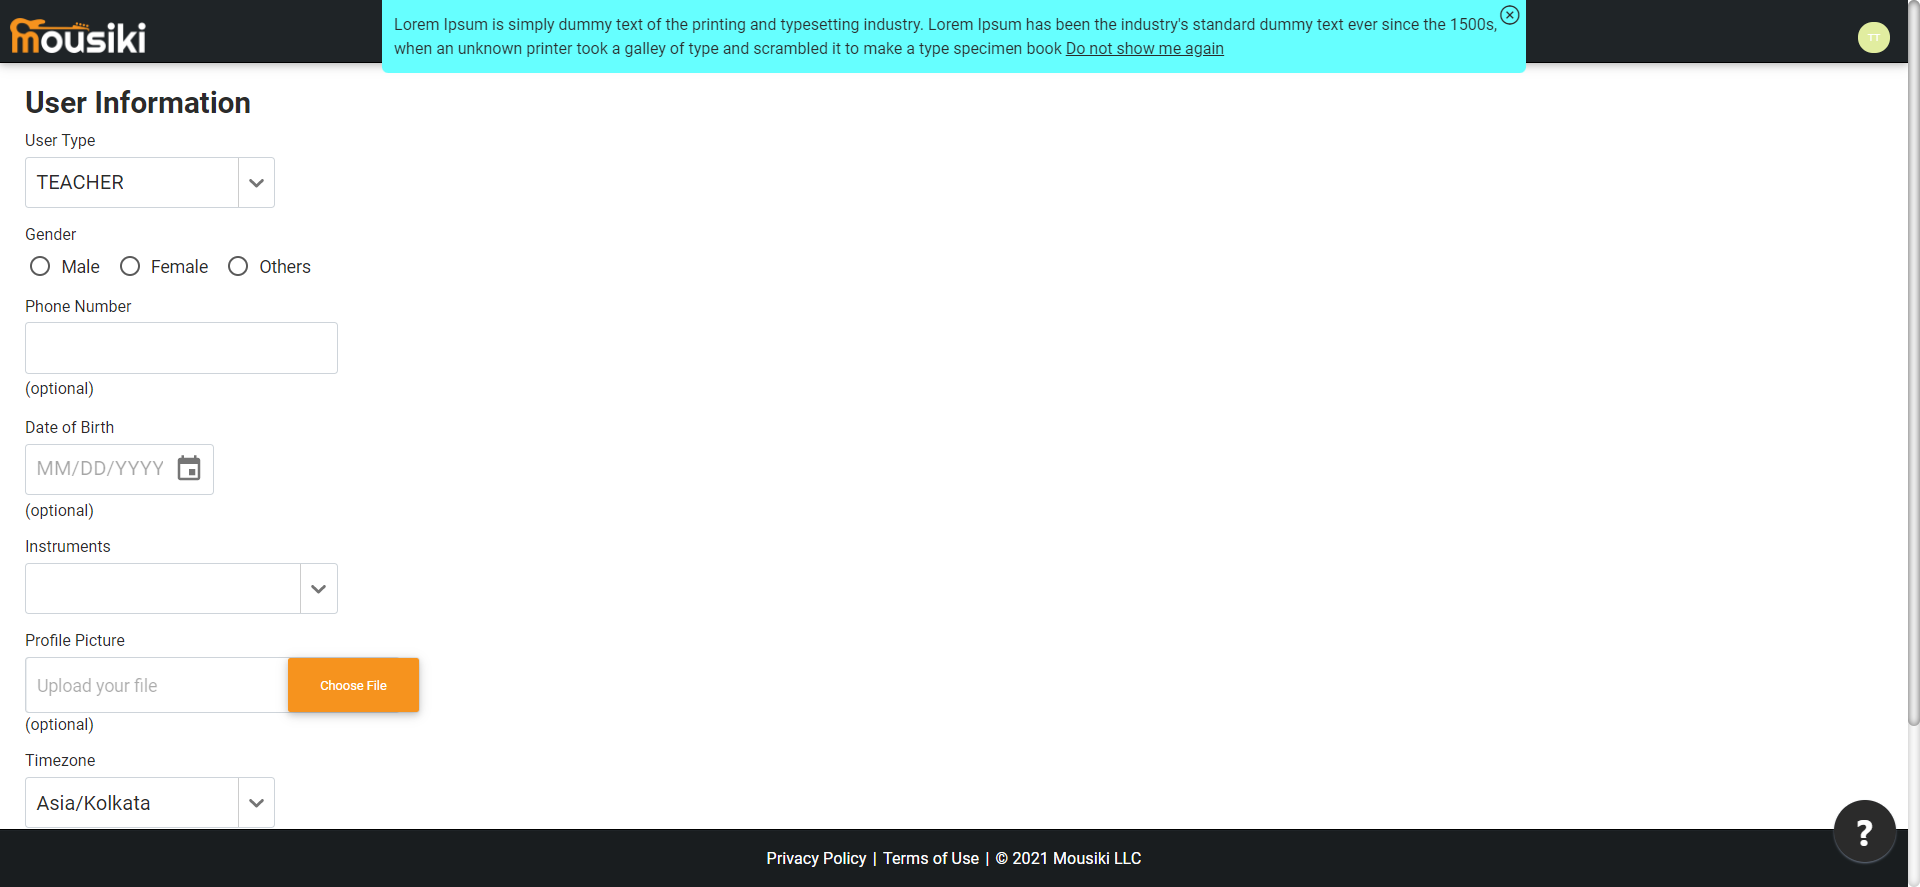 mousiki
Lorem Ipsum is simply dummy text of the printing and typesetting industry. Lorem Ipsum has been the industry's standard dummy text ever since the 1500s,
when an unknown printer took a galley of type and scrambled it to make a type specimen book Do not show me again
TT
User Information
User Type
TEACHER
Gender
Male Female Others
Phone Number
(optional)
Date of Birth
MM/DD/YYYY
(optional)
Instruments
Profile Picture
Upload your file Choose File
(optional)
Timezone
Asia/Kolkata
?
Privacy Policy | Terms of Use | © 2021 Mousiki LLC